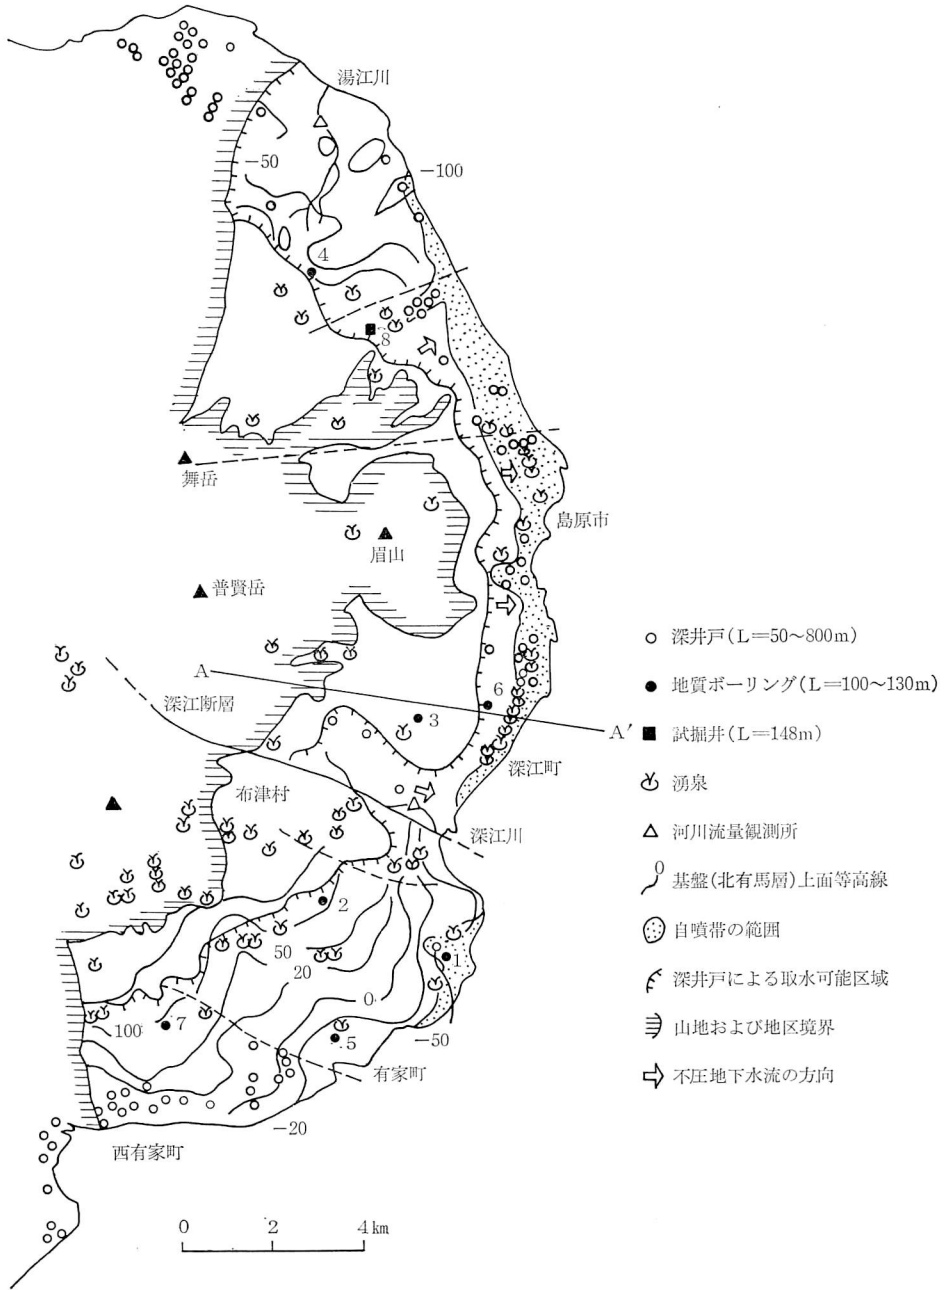 湯江川
−50
−100
4
8
舞岳
島原市
眉山
普賢岳
A
深江断層
3
6
A′
深江町
布津村
深江川
2
50
20
0
1
100
7
5
−50
有家町
−20
西有家町
0 2 4km
深井戸(L=50〜800m)
地質ボーリング(L=100〜130m)
試掘井(L=148m)
湧泉
河川流量観測所
0
基盤(北有馬層)上面等高線
自噴帯の範囲
深井戸による取水可能区域
山地および地区境界
不圧地下水流の方向